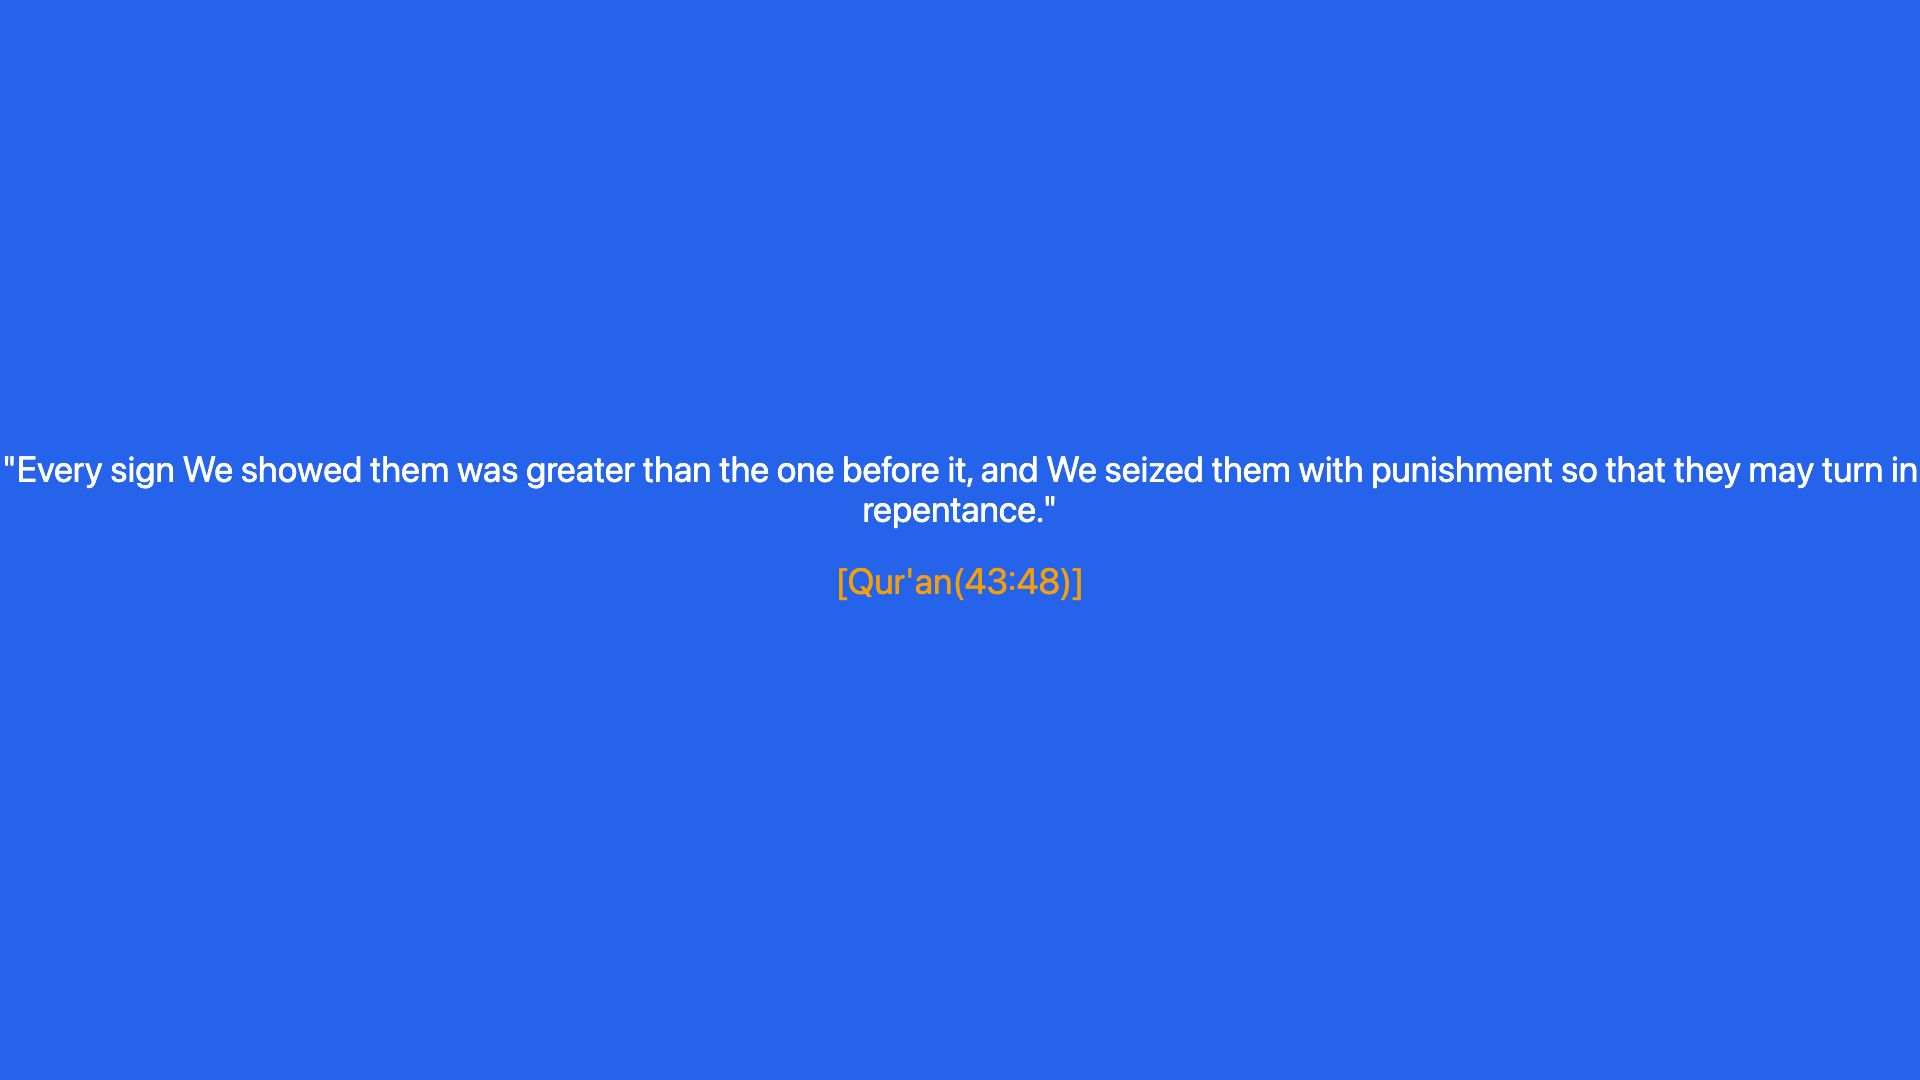 "Every sign We showed them was greater than the one before it, and We seized them with punishment so that they may turn in
repentance."
[Qur'an(43:48)]